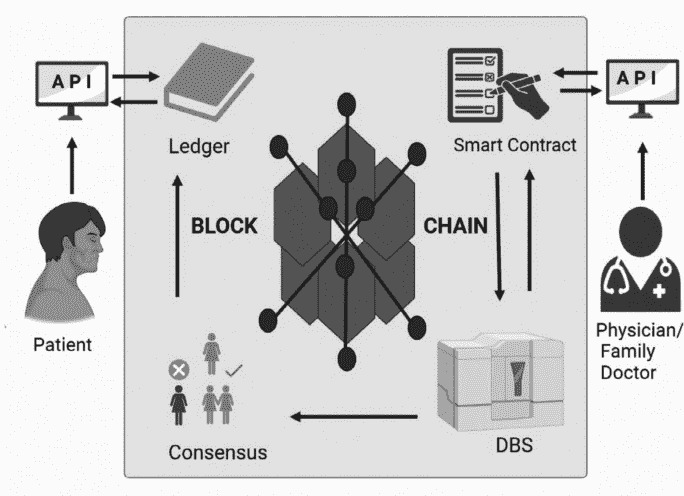 API
API
Ledger
Smart Contract
BLOCK
CHAIN
Patient
Physician/
Family
Doctor
Consensus
DBS